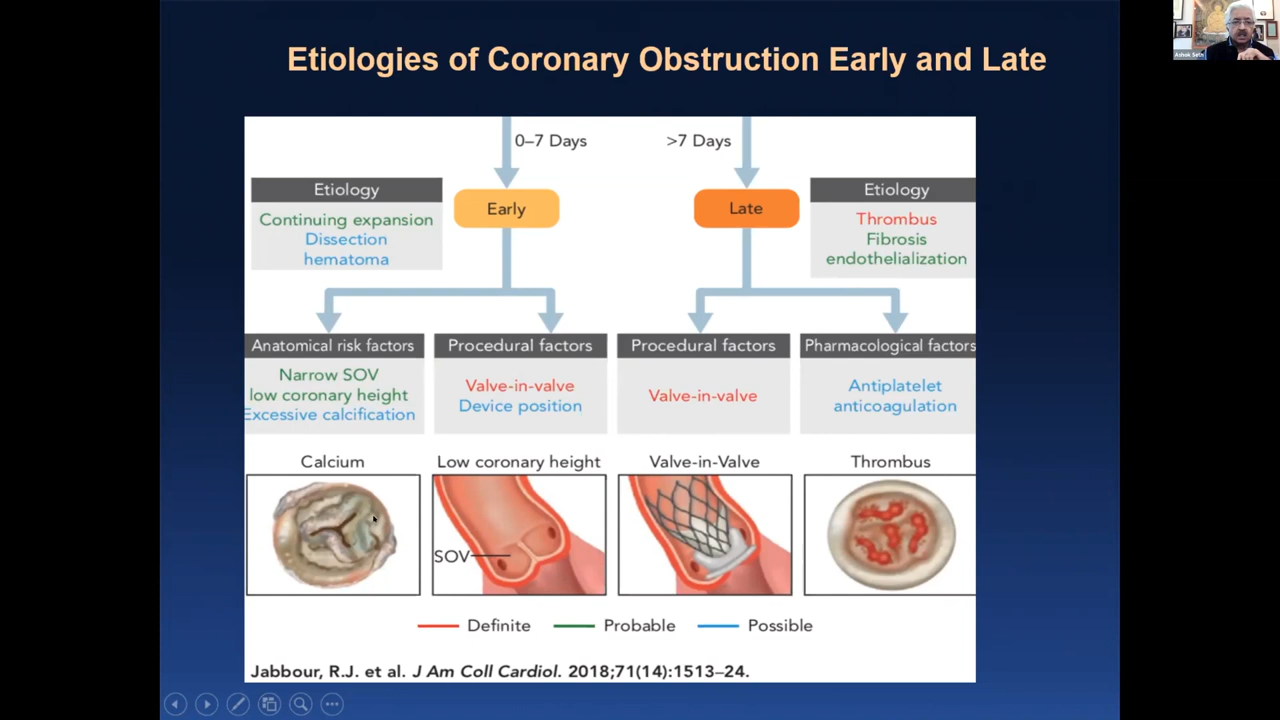 Etiologies of Coronary Obstruction Early and Late
Ashok Seth
0–7 Days
>7 Days
Etiology
Continuing expansion
Dissection
hematoma
Early
Late
Etiology
Thrombus
Fibrosis
endothelialization
Anatomical risk factors
Narrow SOV
low coronary height
Excessive calcification
Procedural factors
Valve-in-valve
Device position
Procedural factors
Valve-in-valve
Pharmacological factors
Antiplatelet
anticoagulation
Calcium
Low coronary height
SOV
Valve-in-Valve
Thrombus
Definite
Probable
Possible
Jabbour, R.J. et al. J Am Coll Cardiol. 2018;71(14):1513–24.